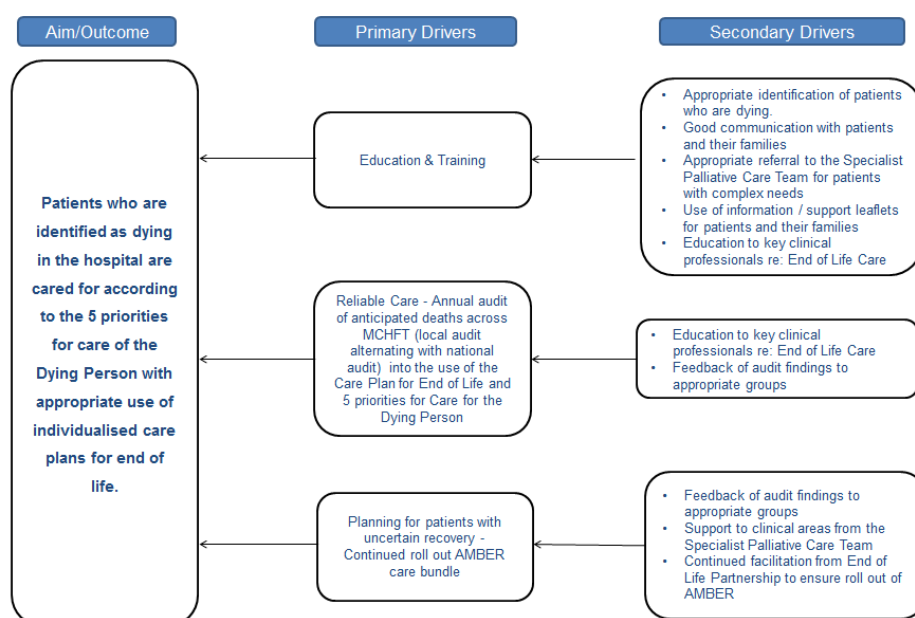 Aim/Outcome
Primary Drivers
Secondary Drivers
Patients who are
identified as dying
in the hospital are
cared for according
to the 5 priorities
for care of the
Dying Person with
appropriate use of
individualised care
plans for end of
life.
Education & Training
• Appropriate identification of patients
who are dying.
• Good communication with patients
and their families
• Appropriate referral to the Specialist
Palliative Care Team for patients
with complex needs
• Use of information / support leaflets
for patients and their families
• Education to key clinical
professionals re: End of Life Care
Reliable Care - Annual audit
of anticipated deaths across
MCHFT (local audit
alternating with national
audit) into the use of the
Care Plan for End of Life and
5 priorities for Care for the
Dying Person
• Education to key clinical
professionals re: End of Life Care
• Feedback of audit findings to
appropriate groups
Planning for patients with
uncertain recovery -
Continued roll out AMBER
care bundle
• Feedback of audit findings to
appropriate groups
• Support to clinical areas from the
Specialist Palliative Care Team
• Continued facilitation from End of
Life Partnership to ensure roll out of
AMBER